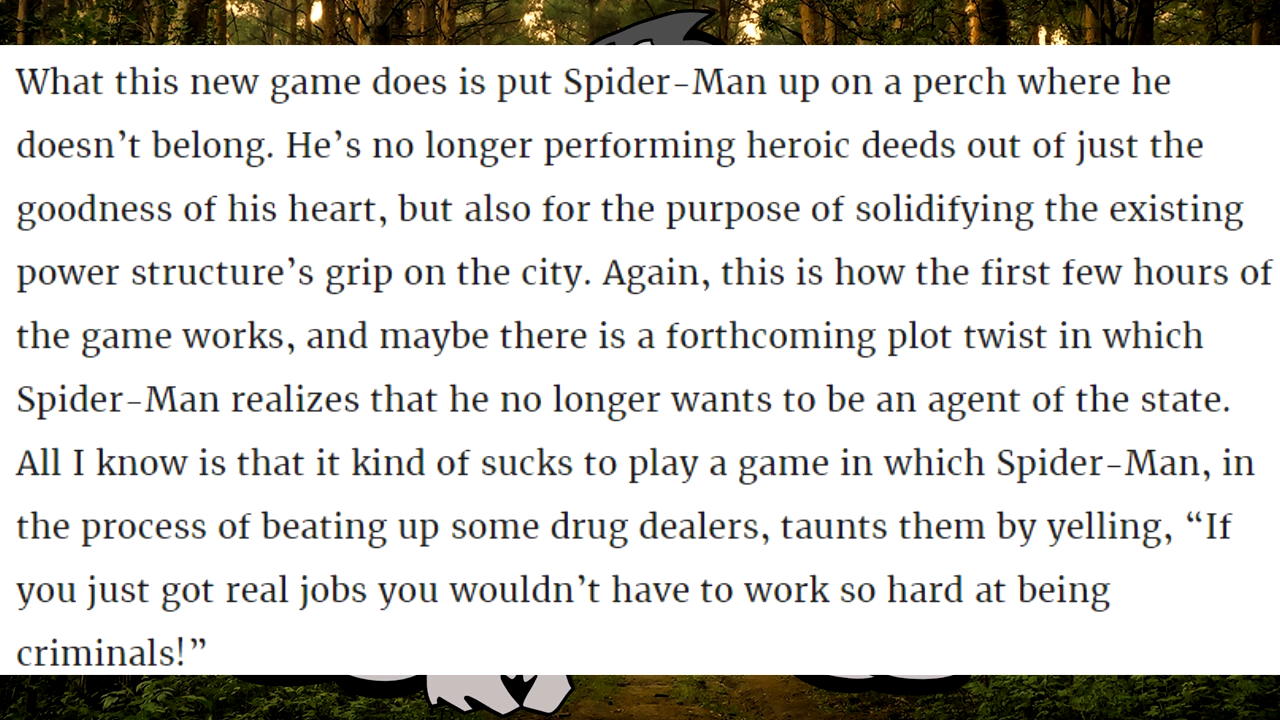 What this new game does is put Spider-Man up on a perch where he
doesn’t belong. He’s no longer performing heroic deeds out of just the
goodness of his heart, but also for the purpose of solidifying the existing
power structure’s grip on the city. Again, this is how the first few hours of
the game works, and maybe there is a forthcoming plot twist in which
Spider-Man realizes that he no longer wants to be an agent of the state.
All I know is that it kind of sucks to play a game in which Spider-Man, in
the process of beating up some drug dealers, taunts them by yelling, “If
you just got real jobs you wouldn’t have to work so hard at being
criminals!”